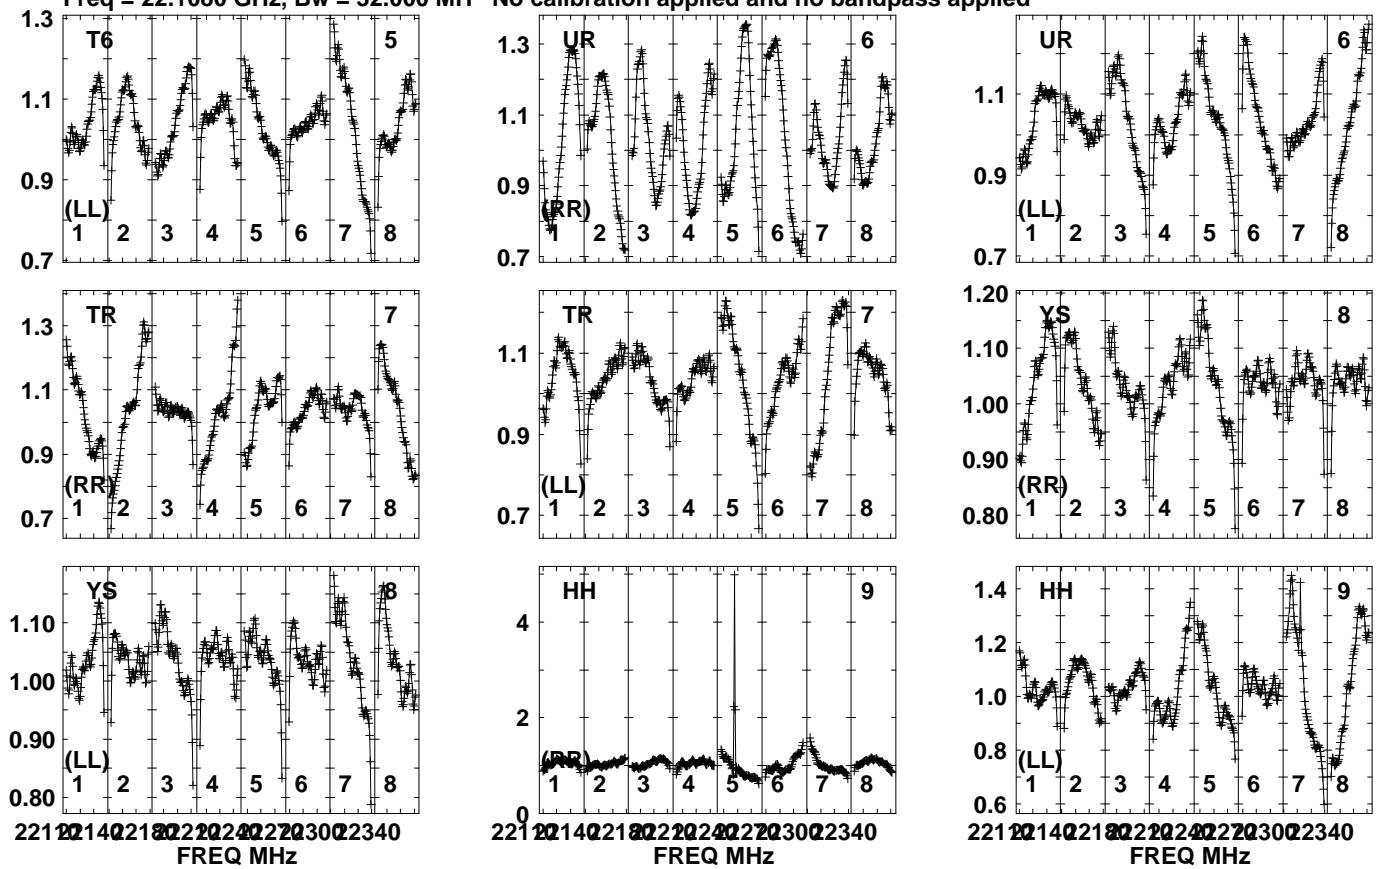 Freq = 22.1080 GHz, Bw = 32.000 MH No calibration applied and no bandpass applied
1.3 T6 5
1.1
0.9
(LL)
1 2 3 4 5 6 7 8
0.7
1.3 UR 6
1.1
0.9
(RR)
1 2 3 4 5 6 7 8
0.7
UR 6
1.1
0.9
(LL)
1 2 3 4 5 6 7 8
0.7
1.3 TR 7
1.1
0.9
(RR)
1 2 3 4 5 6 7 8
0.7
TR 7
1.1
0.9
(LL)
1 2 3 4 5 6 7 8
0.7
1.20 YS 8
1.10
1.00
0.90
(RR)
1 2 3 4 5 6 7 8
0.80
YS 8
1.10
1.00
0.90
(LL)
1 2 3 4 5 6 7 8
0.80
HH 9
4
2
(RR)
1 2 3 4 5 6 7 8
0
1.4 HH 9
1.2
1.0
0.8
(LL)
1 2 3 4 5 6 7 8
0.6
FREQ MHz
FREQ MHz
FREQ MHz